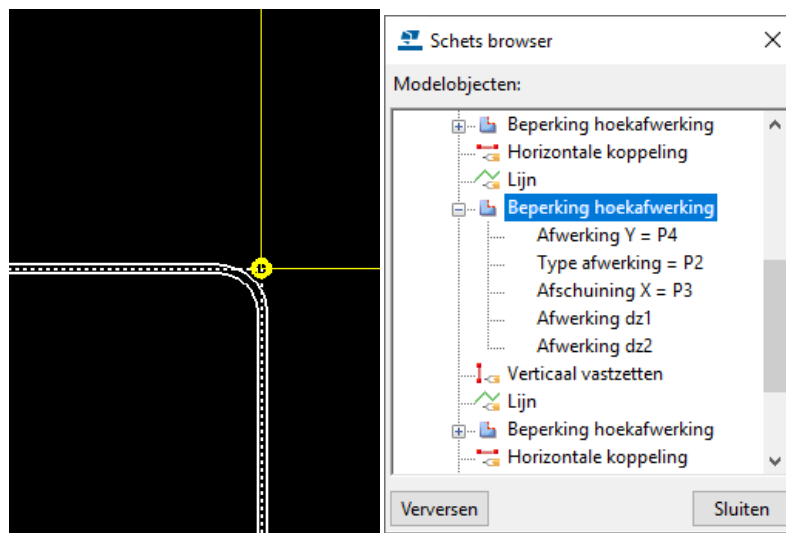 Schets browser
Modelobjecten:
Beperking hoekafwerking
Horizontale koppeling
Lijn
Beperking hoekafwerking
Afwerking Y = P4
Type afwerking = P2
Afschuining X = P3
Afwerking dz1
Afwerking dz2
Verticaal vastzetten
Lijn
Beperking hoekafwerking
Horizontale koppeling
Verversen
Sluiten